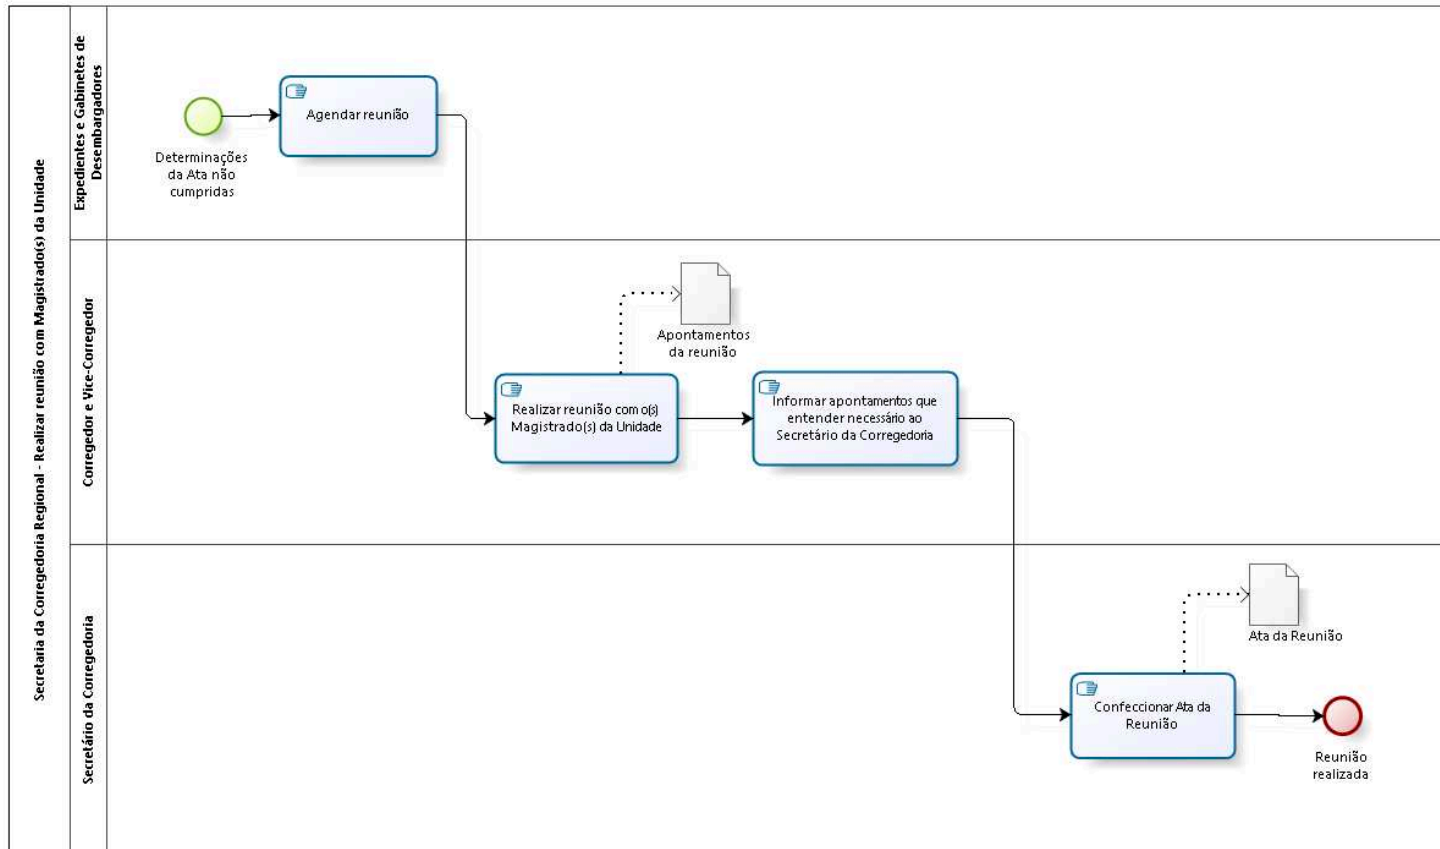 Secretaria da Corregedoria Regional - Realizar reunião com Magistrado(s) da Unidade
Expedientes e Gabinetes de
Desembargadores
Determinações
da Ata não
cumpridas
Agendar reunião
Corregedor e Vice-Corregedor
Apontamentos
da reunião
Realizar reunião com o(s)
Magistrado(s) da Unidade
Informar apontamentos que
entender necessário ao
Secretário da Corregedoria
Secretário da Corregedoria
Ata da Reunião
Confeccionar Ata da
Reunião
Reunião
realizada